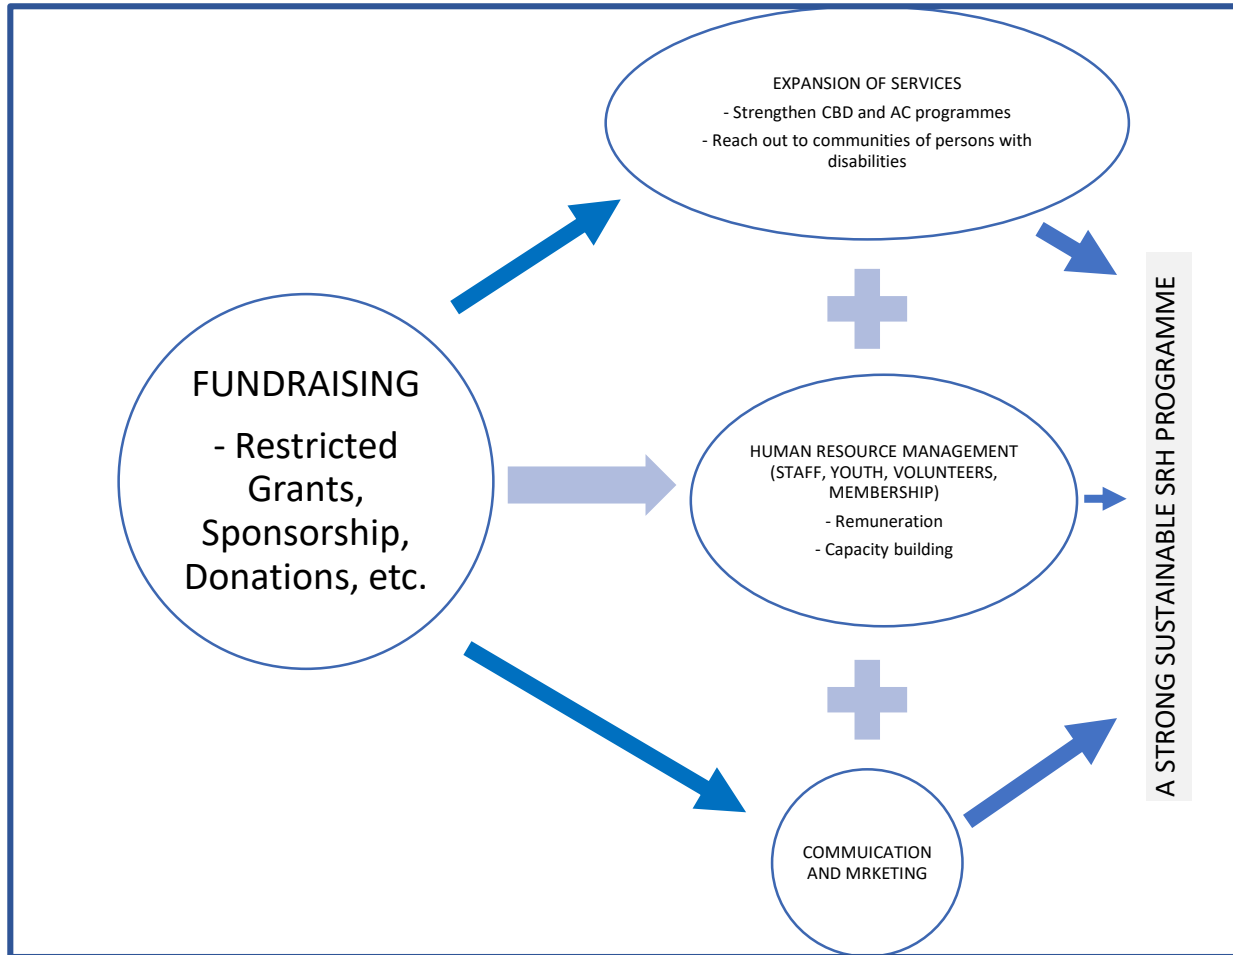 FUNDRAISING
- Restricted
Grants,
Sponsorship,
Donations, etc.
EXPANSION OF SERVICES
- Strengthen CBD and AC programmes
- Reach out to communities of persons with
disabilities
HUMAN RESOURCE MANAGEMENT
(STAFF, YOUTH, VOLUNTEERS,
MEMBERSHIP)
- Remuneration
- Capacity building
COMMUICATION
AND MRKETING
A STRONG SUSTAINABLE SRH PROGRAMME